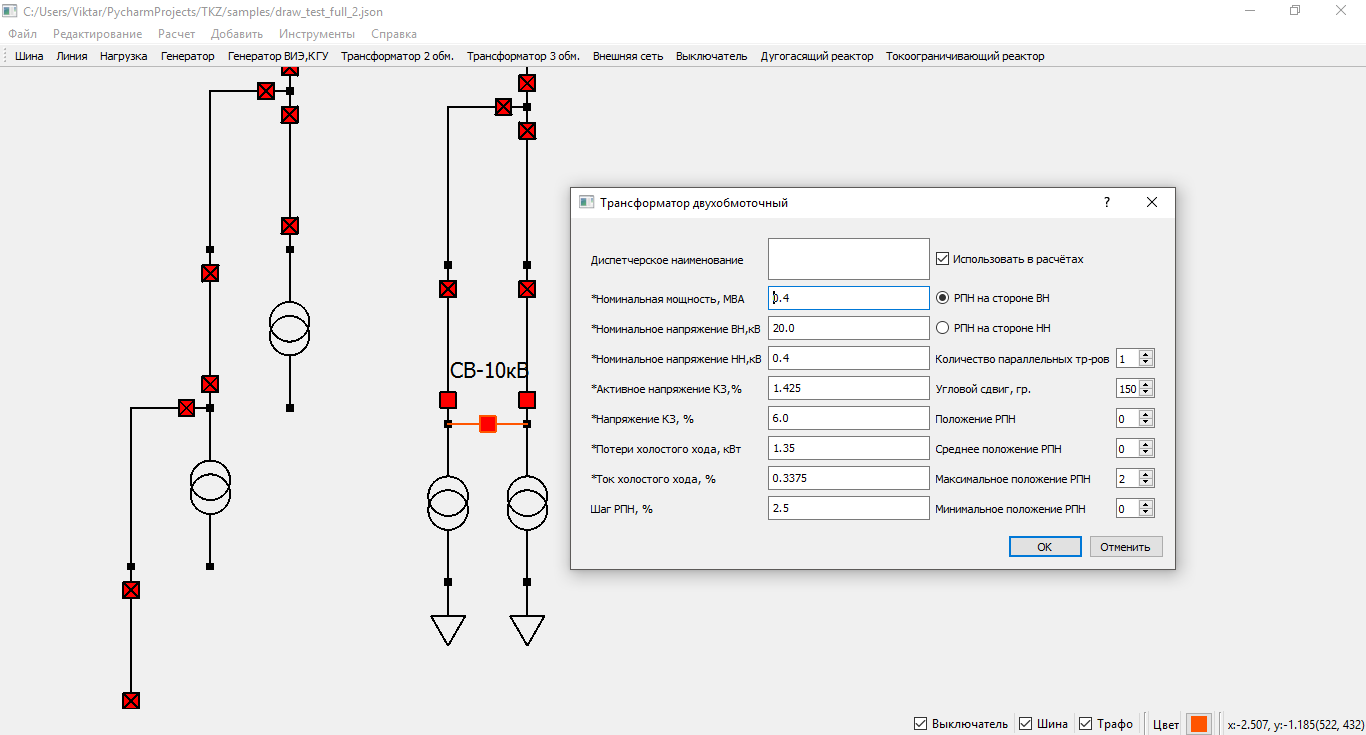 C:/Users/Viktar/PycharmProjects/TKZ/samples/draw_test_full_2.json
Файл Редактирование Расчет Добавить Инструменты Справка
Шина Линия Нагрузка Генератор Генератор ВИЭ,КГУ Трансформатор 2 обм. Трансформатор 3 обм. Внешняя сеть Выключатель Дугогасящий реактор Токоограничивающий реактор
СВ-10кВ
Трансформатор двухобмоточный ?
Диспетчерское наименование Использовать в расчётах
*Номинальная мощность, МВА 0.4 РПН на стороне ВН
*Номинальное напряжение ВН,кВ 20.0 РПН на стороне НН
*Номинальное напряжение НН,кВ 0.4 Количество параллельных тр-ров 1
*Активное напряжение КЗ,% 1.425 Угловой сдвиг, гр. 150
*Напряжение КЗ, % 6.0 Положение РПН 0
*Потери холостого хода, кВт 1.35 Среднее положение РПН 0
*Ток холостого хода, % 0.3375 Максимальное положение РПН 2
Шаг РПН, % 2.5 Минимальное положение РПН 0
OK Отменить
Выключатель Шина Трафо Цвет x:-2.507, y:-1.185(522, 432)